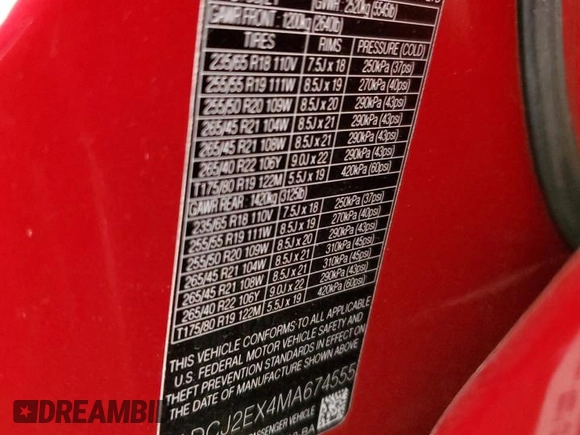 GVWR : 2520kg (5545lb)
GAWR FRONT : 1200kg (2640lb)
TIRES RIMS PRESSURE (COLD)
235/65 R18 110V 7.5J x 18 250kPa (37psi)
255/55 R19 111W 8.5J x 19 270kPa (40psi)
255/50 R20 109W 8.5J x 20 290kPa (43psi)
265/45 R21 104W 8.5J x 21 290kPa (43psi)
265/45 R21 108W 8.5J x 21 290kPa (43psi)
265/40 R22 106Y 9.0J x 22 290kPa (43psi)
T175/80 R19 122M 5.5J x 19 420kPa (60psi)
GAWR REAR : 1420kg (3125lb)
235/65 R18 110V 7.5J x 18 250kPa (37psi)
255/55 R19 111W 8.5J x 19 270kPa (40psi)
255/50 R20 109W 8.5J x 20 290kPa (43psi)
265/45 R21 104W 8.5J x 21 310kPa (45psi)
265/45 R21 108W 8.5J x 21 310kPa (45psi)
265/40 R22 106Y 9.0J x 22 290kPa (43psi)
T175/80 R19 122M 5.5J x 19 420kPa (60psi)
THIS VEHICLE CONFORMS TO ALL APPLICABLE
U.S. FEDERAL MOTOR VEHICLE SAFETY AND
THEFT PREVENTION STANDARDS IN EFFECT ON
THE DATE OF MANUFACTURE SHOWN ABOVE
CJ2EX4MA674555
PASSENGER VEHICLE
DREAMBI